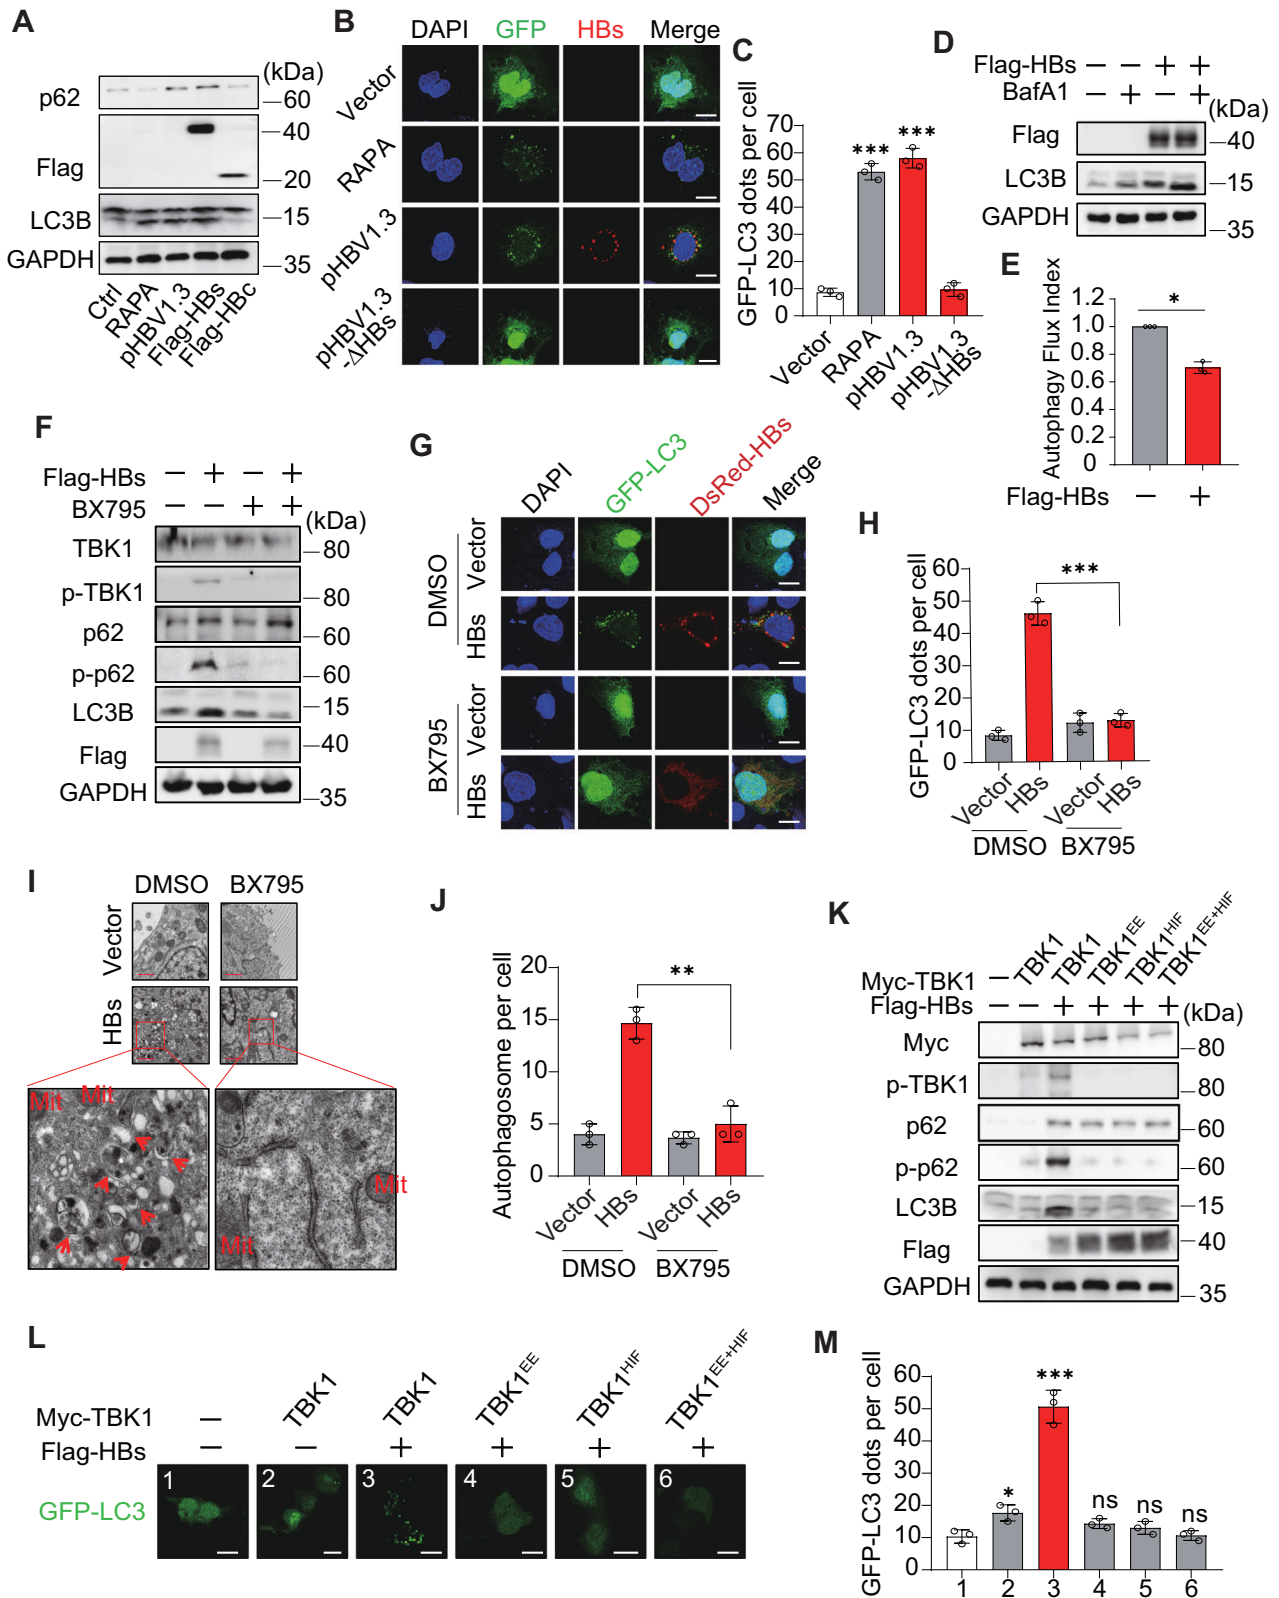 A
(kDa)
p62
60
Flag
40
20
LC3B
15
GAPDH
35
Ctrl
RAPA
pHBV1.3
Flag-HBs
Flag-HBc
B
DAPI GFP HBs Merge
Vector
RAPA
pHBV1.3
pHBV1.3
-ΔHBs
C
GFP-LC3 dots per cell
70
60
50
40
30
20
10
0
*** ***
Vector
RAPA
pHBV1.3
pHBV1.3
-ΔHBs
D
Flag-HBs – – + +
BafA1 – + – +
(kDa)
Flag
40
LC3B
15
GAPDH
35
E
Autophagy Flux Index
1.2
1.0
0.8
0.6
0.4
0.2
0
*
Flag-HBs – +
F
Flag-HBs – + – +
BX795 – – + +
(kDa)
TBK1
80
p-TBK1
80
p62
60
p-p62
60
LC3B
15
Flag
40
GAPDH
35
G
DAPI
GFP-LC3
DsRed-HBs
Merge
DMSO
Vector
HBs
BX795
Vector
HBs
H
GFP-LC3 dots per cell
60
50
40
30
20
10
0
***
Vector
HBs
Vector
HBs
DMSO BX795
I
DMSO BX795
Vector
HBs
Mit
Mit
Mit
Mit
J
Autophagosome per cell
20
15
10
5
0
**
Vector
HBs
Vector
HBs
DMSO BX795
K
Myc-TBK1 – TBK1 TBK1 TBK1EE TBK1HIF TBK1EE+HIF
Flag-HBs – – + + + +
(kDa)
Myc
80
p-TBK1
80
p62
60
p-p62
60
LC3B
15
Flag
40
GAPDH
35
L
Myc-TBK1 – TBK1 TBK1 TBK1EE TBK1HIF TBK1EE+HIF
Flag-HBs – – + + + +
GFP-LC3
1 2 3 4 5 6
M
GFP-LC3 dots per cell
60
50
40
30
20
10
0
* *** ns ns ns
1 2 3 4 5 6